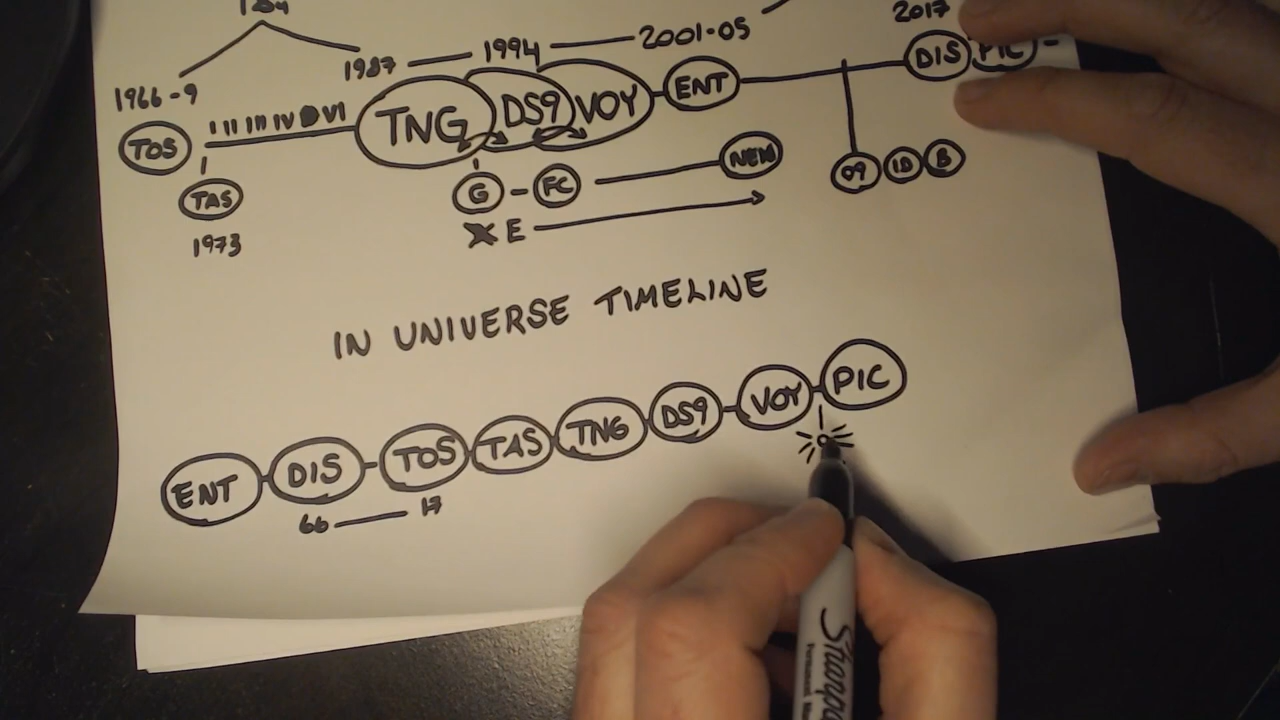 2017
1987 — 1994 — 2001-05
1966-9
DIS PIC -
TOS I II III IV VI TNG DS9 VOY ENT
TAS G - FC — NEM 09 ID B
1973 E
IN UNIVERSE TIMELINE
ENT DIS - TOS TAS TNG DS9 - VOY - PIC
66 — 17
Sharpie
Permanent